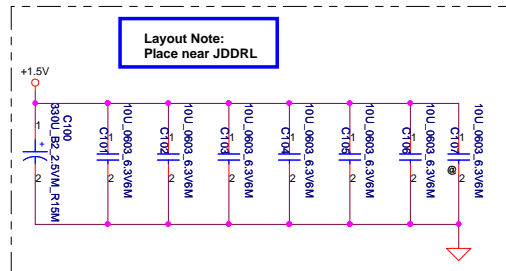 Layout Note:
Place near JDDRL
+1.5V
1
+
2
C100
330U_B2_2.5VM_R15M
1
2
C101
10U_0603_6.3V6M
1
2
C102
10U_0603_6.3V6M
1
2
C103
10U_0603_6.3V6M
1
2
C104
10U_0603_6.3V6M
1
2
C105
10U_0603_6.3V6M
1
2
C106
10U_0603_6.3V6M
1
2
@
10U_0603_6.3V6M